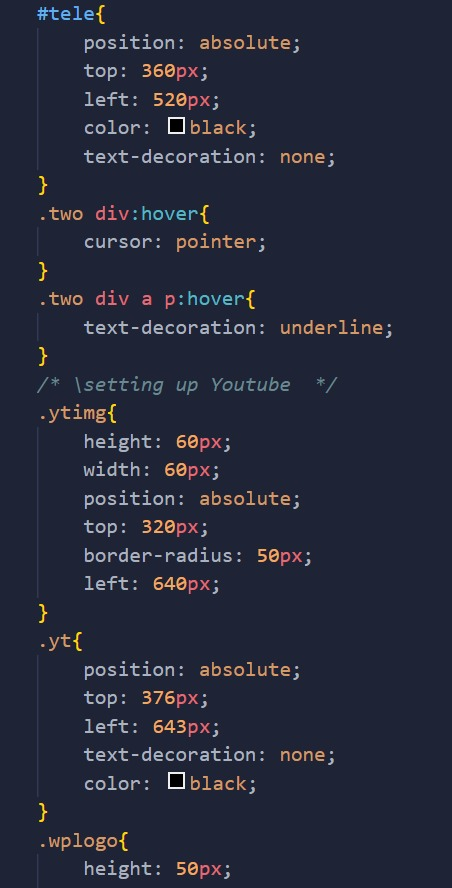 #tele{
position: absolute;
top: 360px;
left: 520px;
color: black;
text-decoration: none;
}
.two div:hover{
cursor: pointer;
}
.two div a p:hover{
text-decoration: underline;
}
/* \setting up Youtube  */
.ytimg{
height: 60px;
width: 60px;
position: absolute;
top: 320px;
border-radius: 50px;
left: 640px;
}
.yt{
position: absolute;
top: 376px;
left: 643px;
text-decoration: none;
color: black;
}
.wplogo{
height: 50px;